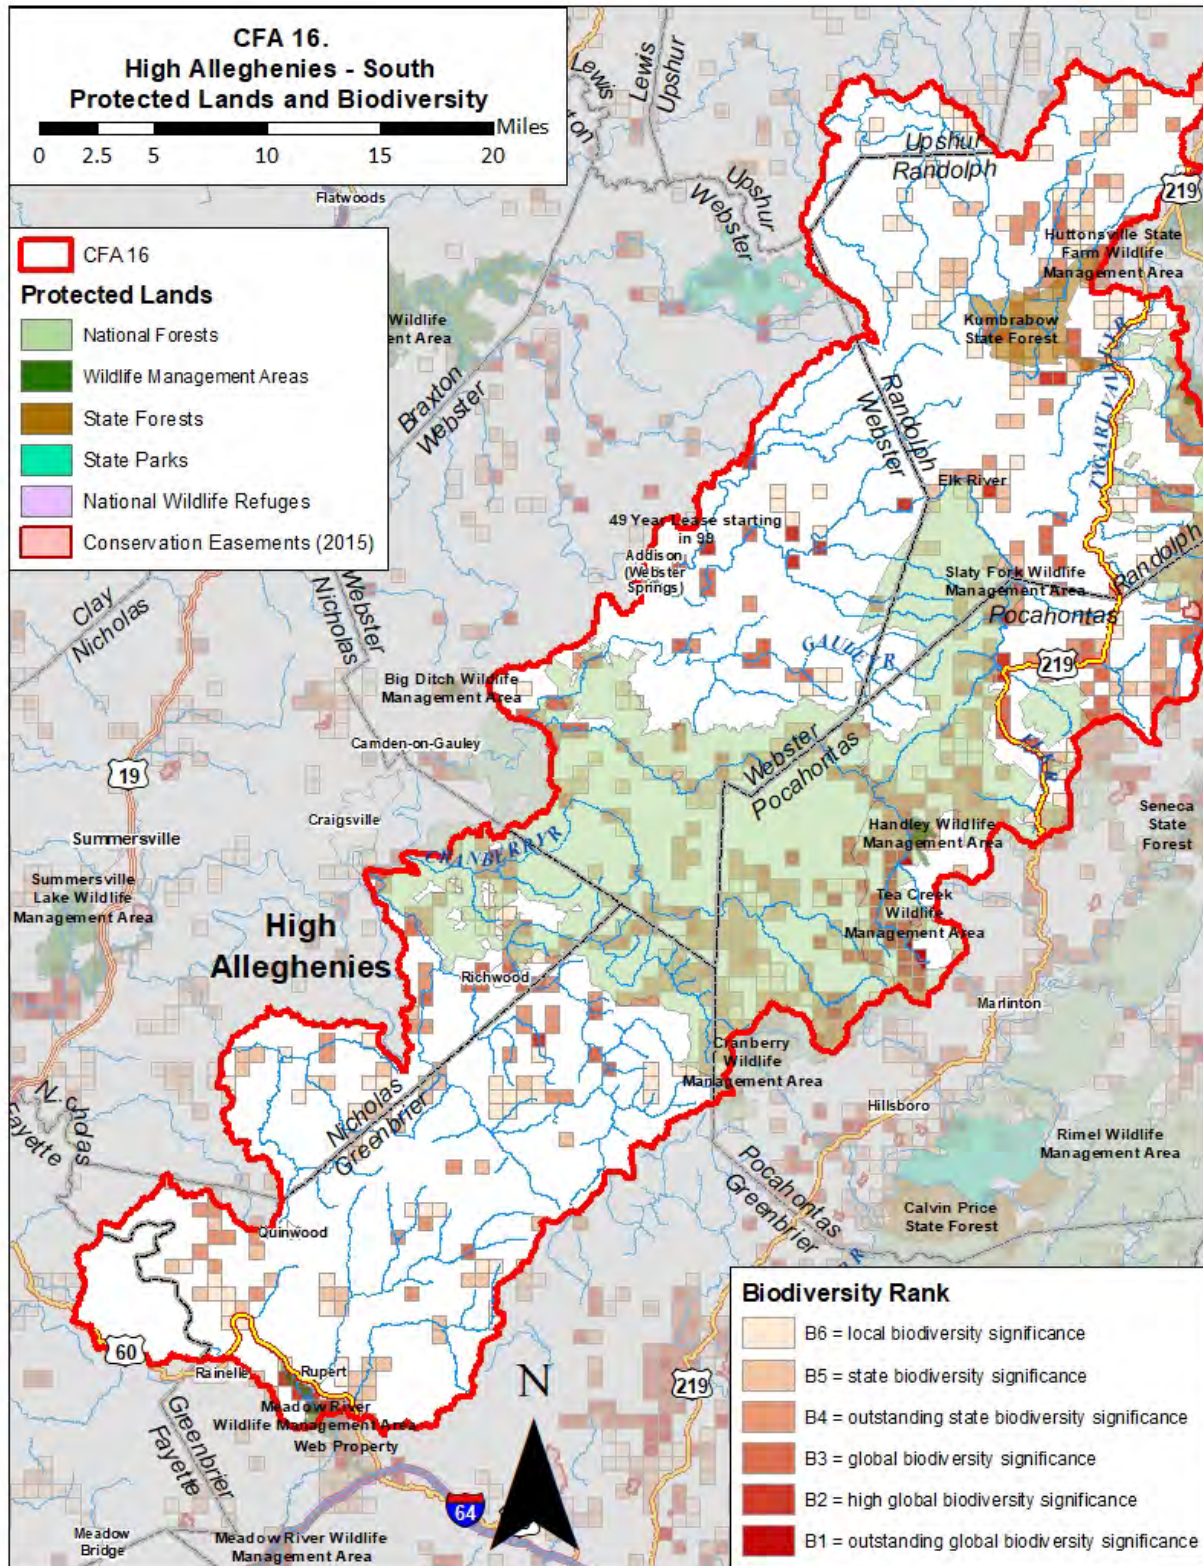 CFA 16.
High Alleghenies - South
Protected Lands and Biodiversity
Miles
0 2.5 5 10 15 20
CFA 16
Protected Lands
National Forests
Wildlife Management Areas
State Forests
State Parks
National Wildlife Refuges
Conservation Easements (2015)
Lewis
Lewis
Upshur
Flatwoods
Upshur
Randolph
219
Upshur
Webster
Huttonsville State
Farm Wildlife
Management Area
Wildlife
Kumbrabow
State Forest
Braxton
Webster
Randolph
Webster
Elk River
49 Year Lease starting
in 99
Addison
(Webster
Springs)
Slaty Fork Wildlife
Management Area
Randolph
Pocahontas
Clay
Nicholas
Webster
Nicholas
GAULEY R
219
Big Ditch Wildlife
Management Area
Camden-on-Gauley
Webster
Pocahontas
ELK R
19
Craigsville
Summersville
CRANBERRY R
Handley Wildlife
Management Area
Seneca
State
Forest
Summersville
Lake Wildlife
Management Area
High
Alleghenies
Tea Creek
Wildlife
Management Area
Richwood
Marlinton
Cranberry
Wildlife
Management Area
Nicholas
Fayette
Nicholas
Greenbrier
Hillsboro
Rimel Wildlife
Management Area
Pocahontas
Greenbrier
Calvin Price
State Forest
Quinwood
R
60
Rainelle
Rupert
Meadow River
Wildlife Management Area
Web Property
Greenbrier
Fayette
N
219
64
Meadow
Bridge
Meadow River Wildlife
Management Area
Biodiversity Rank
B6 = local biodiversity significance
B5 = state biodiversity significance
B4 = outstanding state biodiversity significance
B3 = global biodiversity significance
B2 = high global biodiversity significance
B1 = outstanding global biodiversity significance